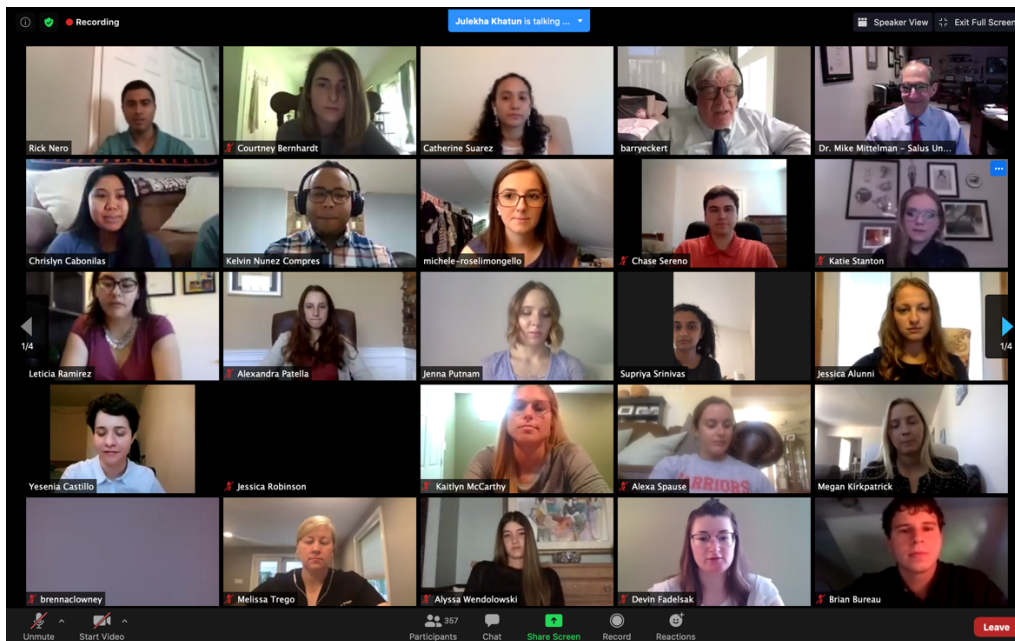 Recording
Julekha Khatun is talking ...
Speaker View
Exit Full Screen
Rick Nero
Courtney Bernhardt
Catherine Suarez
barryeckert
Dr. Mike Mittelman – Salus Un...
Chrislyn Cabonilas
Kelvin Nunez Compres
michele-roselimongello
Chase Sereno
Katie Stanton
1/4
1/4
Leticia Ramirez
Alexandra Patella
Jenna Putnam
Supriya Srinivas
Jessica Alunni
Yesenia Castillo
Jessica Robinson
Kaitlyn McCarthy
Alexa Spause
Megan Kirkpatrick
brennaclowney
Melissa Trego
Alyssa Wendolowski
Devin Fadelsak
Brian Bureau
Unmute
Start Video
Participants
357
Chat
Share Screen
Record
Reactions
Leave